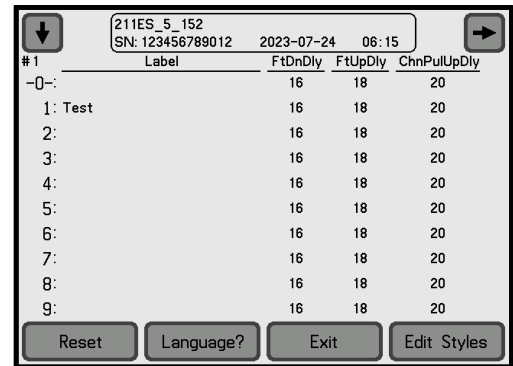 211ES_5_152
SN: 123456789012 2023-07-24 06:15
#1 Label FtDnDly FtUpDly ChnPulUpDly
-0-: 16 18 20
1: Test 16 18 20
2: 16 18 20
3: 16 18 20
4: 16 18 20
5: 16 18 20
6: 16 18 20
7: 16 18 20
8: 16 18 20
9: 16 18 20
Reset Language? Exit Edit Styles